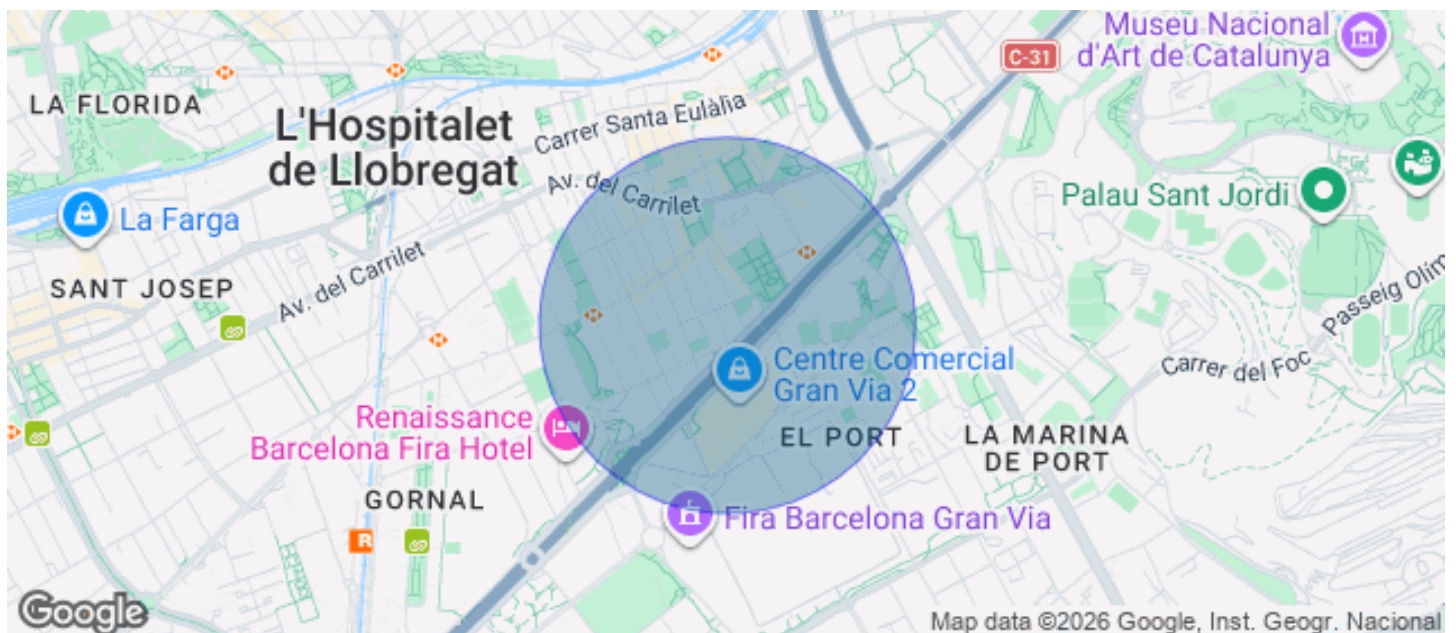 Museu Nacional
d'Art de Catalunya
C-31
LA FLORIDA
L'Hospitalet
de Llobregat
Carrer Santa Eulàlia
Av. del Carrilet
Palau Sant Jordi
La Farga
SANT JOSEP
Av. del Carrilet
Passeig Olím
Carrer del Foc
Centre Comercial
Gran Via 2
Renaissance
Barcelona Fira Hotel
EL PORT
LA MARINA
DE PORT
GORNAL
Fira Barcelona Gran Via
R
Google
Map data ©2026 Google, Inst. Geogr. Nacional